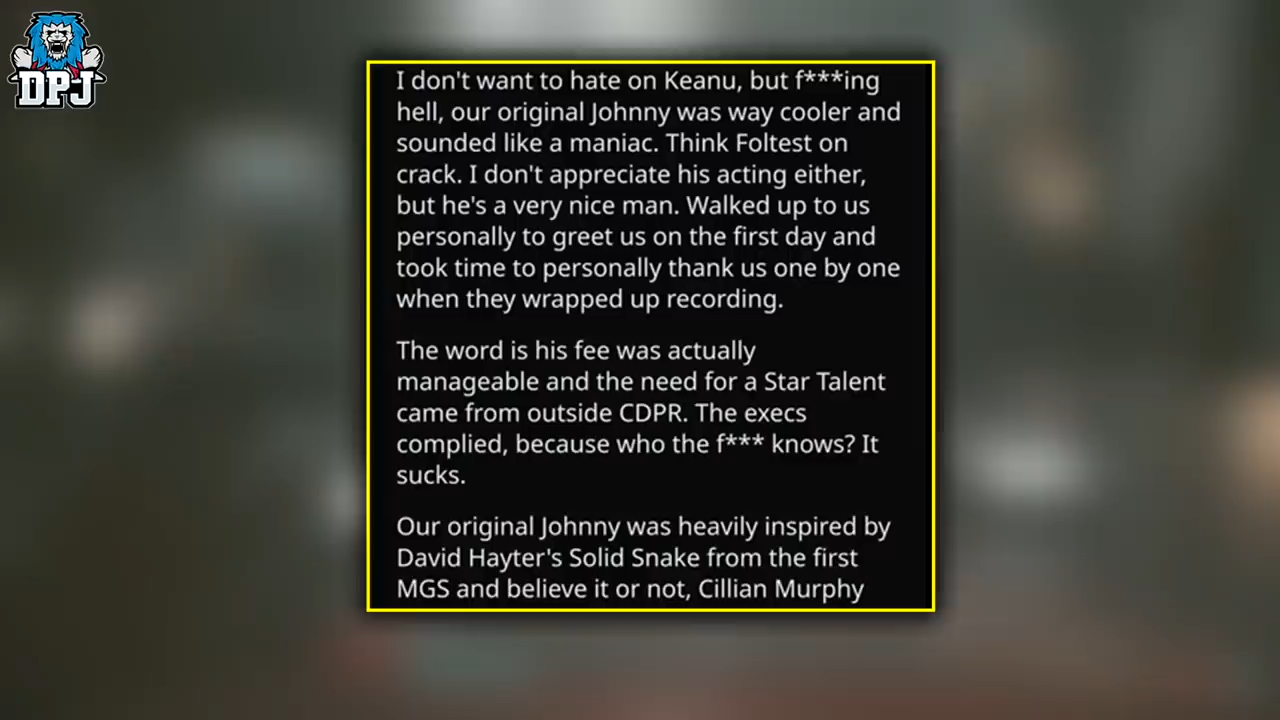 DPJ
I don't want to hate on Keanu, but f***ing
hell, our original Johnny was way cooler and
sounded like a maniac. Think Foltest on
crack. I don't appreciate his acting either,
but he's a very nice man. Walked up to us
personally to greet us on the first day and
took time to personally thank us one by one
when they wrapped up recording.
The word is his fee was actually
manageable and the need for a Star Talent
came from outside CDPR. The execs
complied, because who the f*** knows? It
sucks.
Our original Johnny was heavily inspired by
David Hayter's Solid Snake from the first
MGS and believe it or not, Cillian Murphy